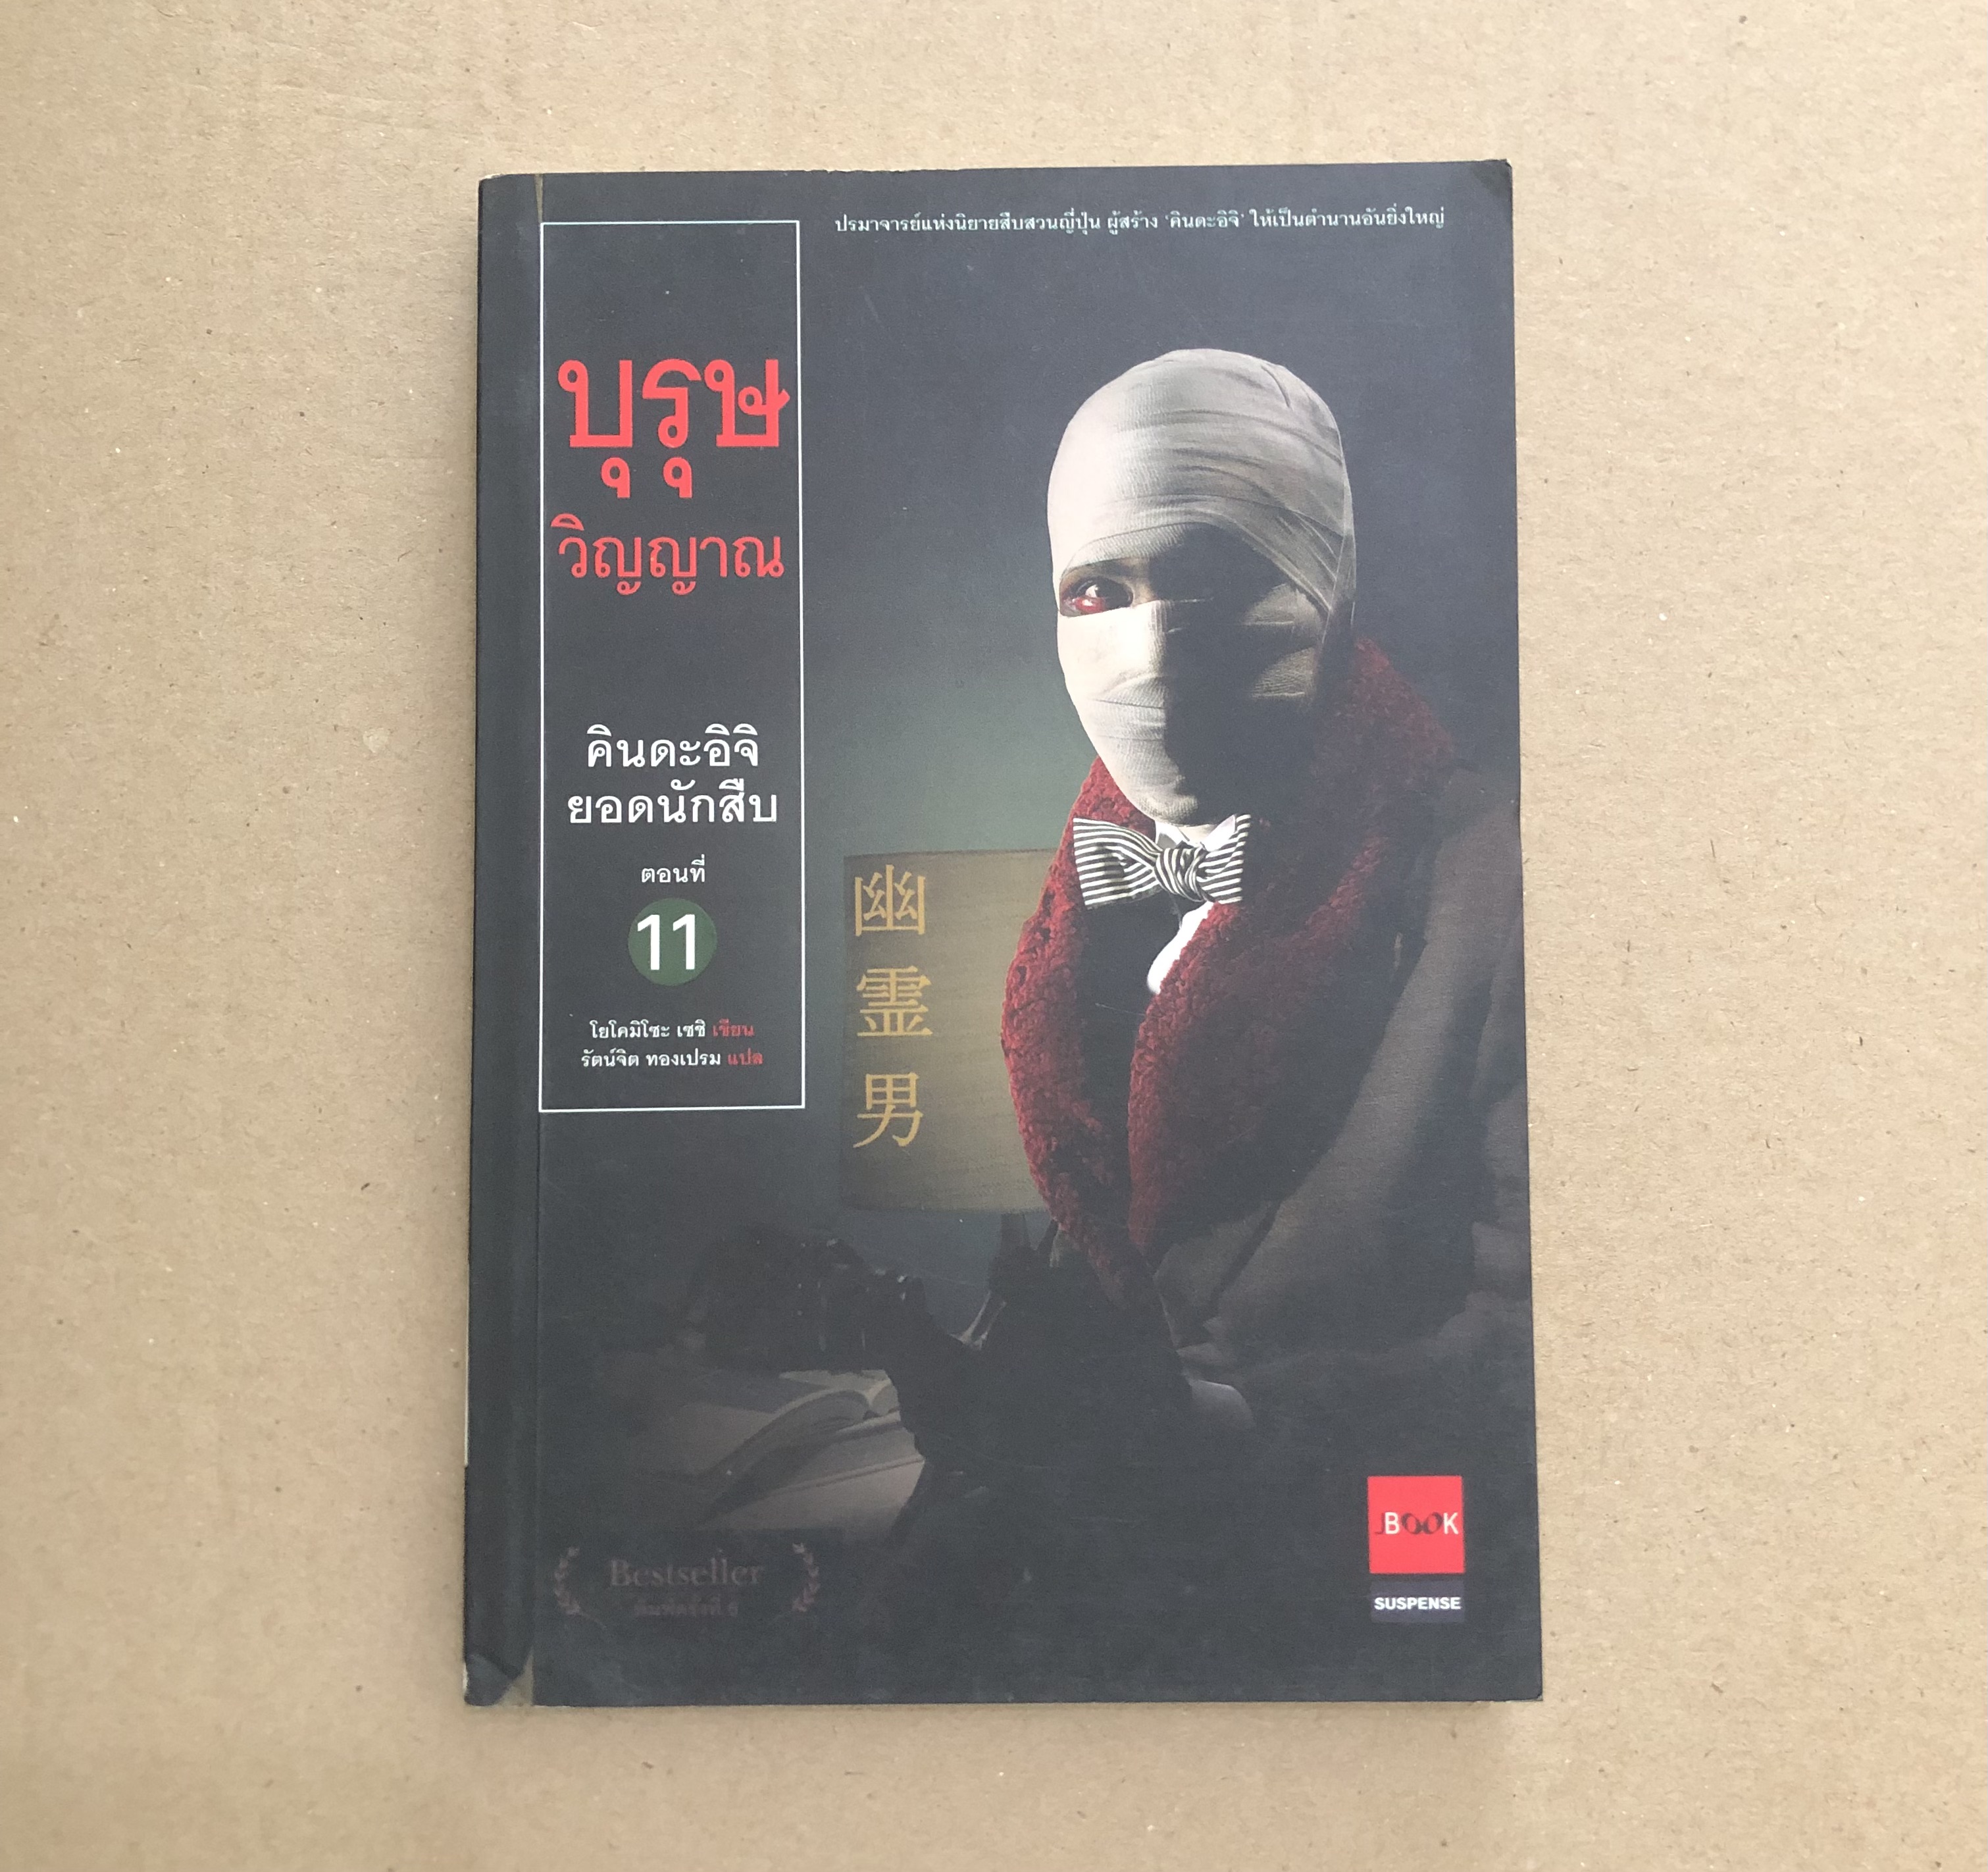 ปรมาจารย์แห่งนิยายสืบสวนญี่ปุ่น ผู้สร้าง 'คินดะอิจิ' ให้เป็นตำนานอันยิ่งใหญ่
บุรุษ
วิญญาณ
คินดะอิจิ
ยอดนักสืบ
ตอนที่
11
โยโคมิโซะ เซชิ เขียน
รัตน์จิต ทองเปรม แปล
幽
霊
男
Bestseller
JBOOK
SUSPENSE